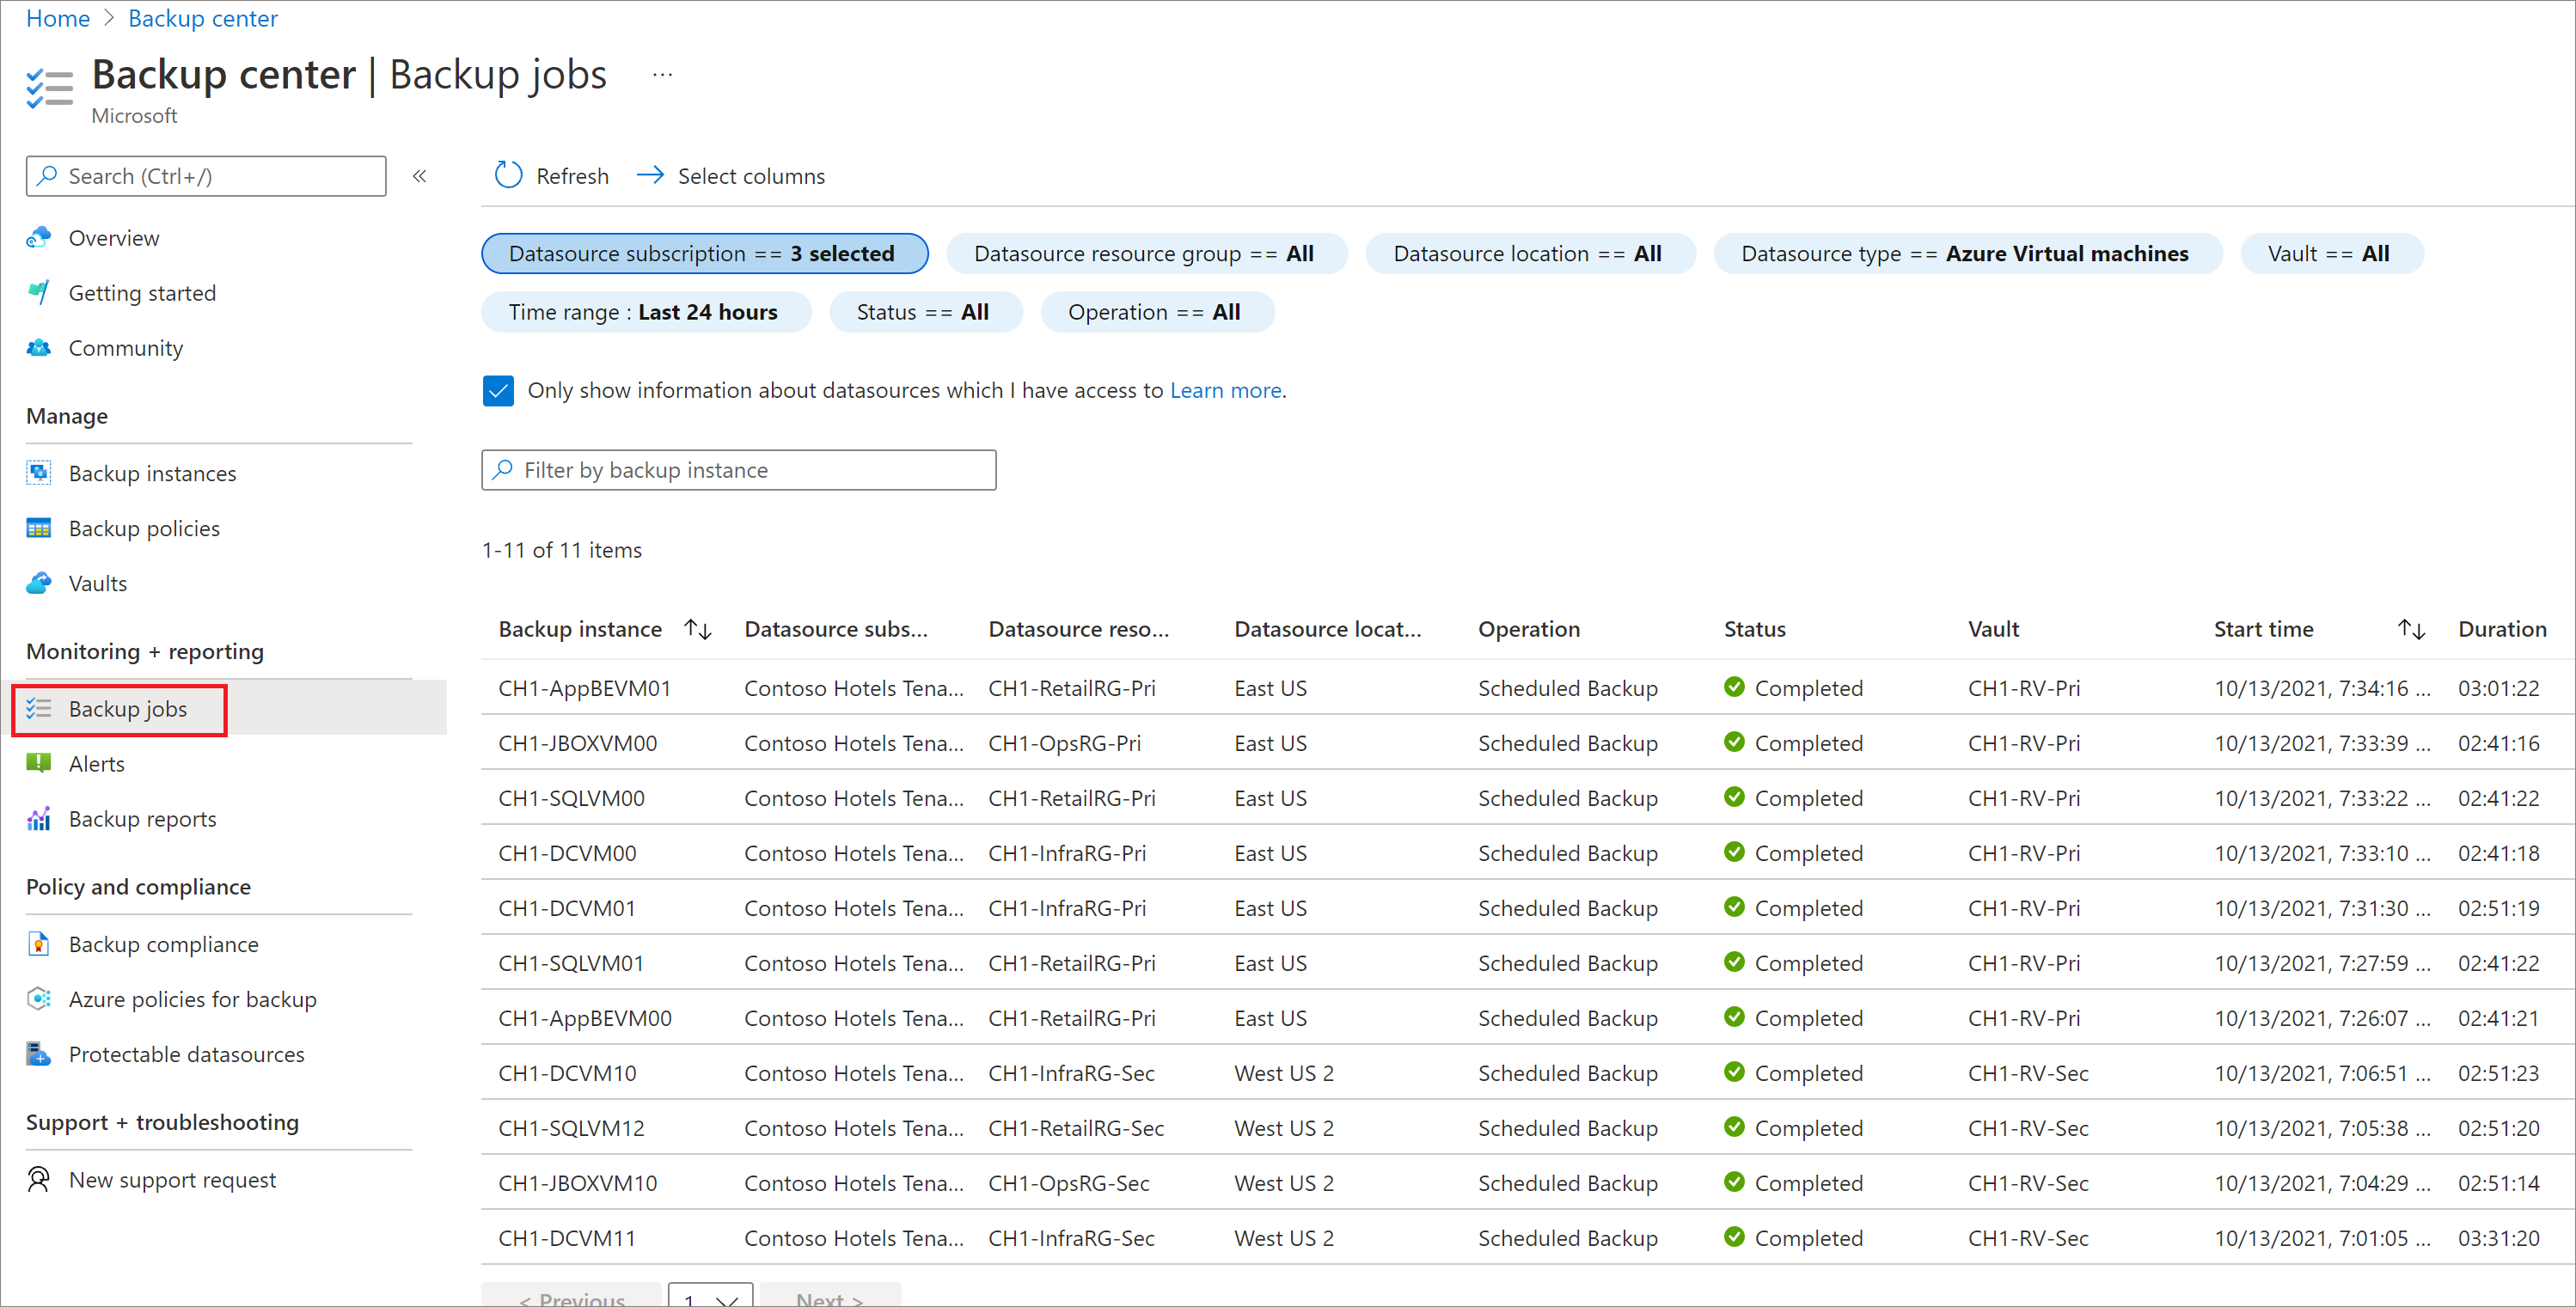 Home > Backup center
Backup center | Backup jobs ...
Microsoft
Search (Ctrl+/) «
Overview
Getting started
Community
Manage
Backup instances
Backup policies
Vaults
Monitoring + reporting
Backup jobs
Alerts
Backup reports
Policy and compliance
Backup compliance
Azure policies for backup
Protectable datasources
Support + troubleshooting
New support request
Refresh Select columns
Datasource subscription == 3 selected Datasource resource group == All Datasource location == All Datasource type == Azure Virtual machines Vault == All
Time range : Last 24 hours Status == All Operation == All
Only show information about datasources which I have access to Learn more.
Filter by backup instance
1-11 of 11 items
Backup instance Datasource subs... Datasource reso... Datasource locat... Operation Status Vault Start time Duration
CH1-AppBEVM01 Contoso Hotels Tena... CH1-RetailRG-Pri East US Scheduled Backup Completed CH1-RV-Pri 10/13/2021, 7:34:16 ... 03:01:22
CH1-JBOXVM00 Contoso Hotels Tena... CH1-OpsRG-Pri East US Scheduled Backup Completed CH1-RV-Pri 10/13/2021, 7:33:39 ... 02:41:16
CH1-SQLVM00 Contoso Hotels Tena... CH1-RetailRG-Pri East US Scheduled Backup Completed CH1-RV-Pri 10/13/2021, 7:33:22 ... 02:41:22
CH1-DCVM00 Contoso Hotels Tena... CH1-InfraRG-Pri East US Scheduled Backup Completed CH1-RV-Pri 10/13/2021, 7:33:10 ... 02:41:18
CH1-DCVM01 Contoso Hotels Tena... CH1-InfraRG-Pri East US Scheduled Backup Completed CH1-RV-Pri 10/13/2021, 7:31:30 ... 02:51:19
CH1-SQLVM01 Contoso Hotels Tena... CH1-RetailRG-Pri East US Scheduled Backup Completed CH1-RV-Pri 10/13/2021, 7:27:59 ... 02:41:22
CH1-AppBEVM00 Contoso Hotels Tena... CH1-RetailRG-Pri East US Scheduled Backup Completed CH1-RV-Pri 10/13/2021, 7:26:07 ... 02:41:21
CH1-DCVM10 Contoso Hotels Tena... CH1-InfraRG-Sec West US 2 Scheduled Backup Completed CH1-RV-Sec 10/13/2021, 7:06:51 ... 02:51:23
CH1-SQLVM12 Contoso Hotels Tena... CH1-RetailRG-Sec West US 2 Scheduled Backup Completed CH1-RV-Sec 10/13/2021, 7:05:38 ... 02:51:20
CH1-JBOXVM10 Contoso Hotels Tena... CH1-OpsRG-Sec West US 2 Scheduled Backup Completed CH1-RV-Sec 10/13/2021, 7:04:29 ... 02:51:14
CH1-DCVM11 Contoso Hotels Tena... CH1-InfraRG-Sec West US 2 Scheduled Backup Completed CH1-RV-Sec 10/13/2021, 7:01:05 ... 03:31:20
< Previous 1 Next >